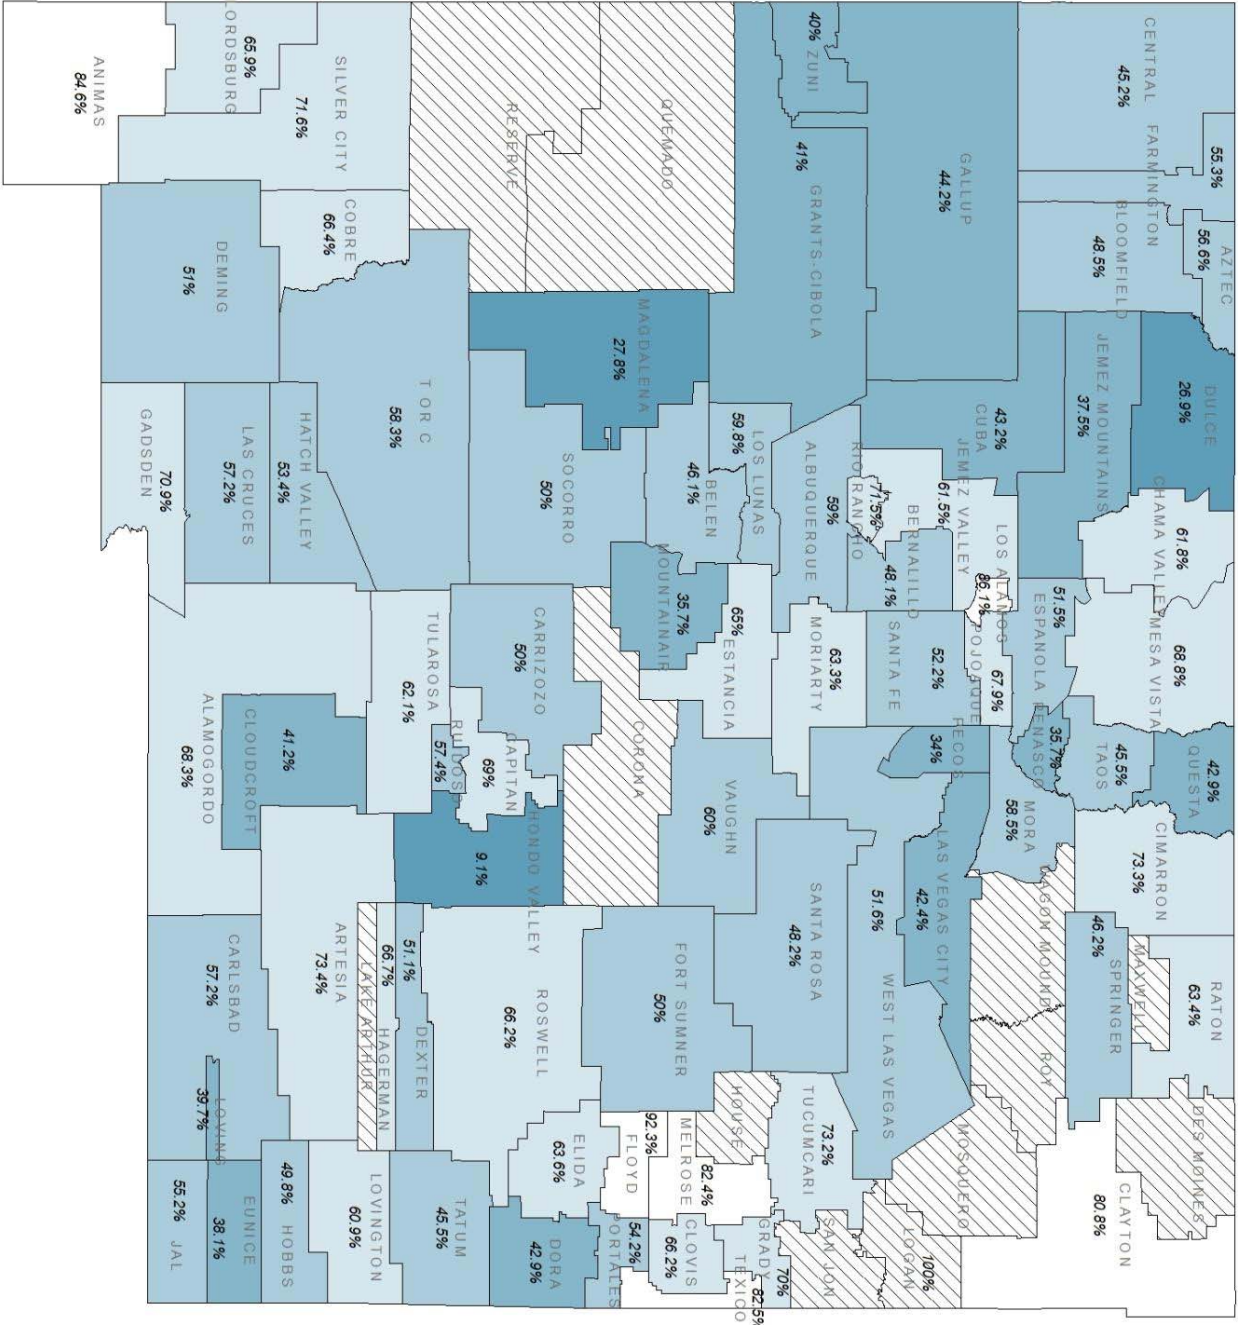 CENTRAL
45.2%
FARMINGTON
55.3%
AZTEC
56.6%
BLOOMFIELD
48.5%
DULCE
26.9%
JEMEZ MOUNTAINS
37.5%
CHAMA VALLEY
61.8%
MESA VISTA
68.8%
QUESTA
42.9%
TAOS
45.5%
PENASCO
35.7%
CIMARRON
73.3%
RATON
63.4%
MAXWELL
SPRINGER
46.2%
DES MOINES
CLAYTON
80.8%
GALLUP
44.2%
ZUNI
40%
GRANTS-CIBOLA
41%
CUBA
43.2%
JEMEZ VALLEY
61.5%
LOS ALAMOS
86.1%
ESPANOLA
51.5%
POJOAQUE
67.9%
BERNALILLO
48.1%
RIO RANCHO
71.5%
ALBUQUERQUE
59%
SANTA FE
52.2%
PECOS
34%
MORA
58.5%
WAGON MOUND
ROY
LAS VEGAS CITY
42.4%
WEST LAS VEGAS
51.6%
MOSQUERO
LOGAN
100%
SAN JON
TUCUMCARI
73.2%
HOUSE
GRADY
70%
TEXICO
82.5%
CLOVIS
66.2%
MELROSE
82.4%
FLOYD
92.3%
PORTALES
54.2%
ELIDA
63.6%
DORA
42.9%
QUEMADO
RESERVE
MAGDALENA
27.8%
LOS LUNAS
59.8%
BELEN
46.1%
SOCORRO
50%
MOUNTAINAIR
35.7%
ESTANCIA
65%
MORIARTY
63.3%
VAUGHN
60%
SANTA ROSA
48.2%
FORT SUMNER
50%
CORONA
CARRIZOZO
50%
CAPITAN
69%
RUIDOSO
57.4%
HONDO VALLEY
9.1%
ROSWELL
66.2%
DEXTER
51.1%
HAGERMAN
66.7%
LAKE ARTHUR
ARTESIA
73.4%
TATUM
45.5%
LOVINGTON
60.9%
HOBBS
49.8%
EUNICE
38.1%
JAL
55.2%
LOVING
39.7%
CARLSBAD
57.2%
CLOUDCROFT
41.2%
ALAMOGORDO
68.3%
TULAROSA
62.1%
T OR C
58.3%
HATCH VALLEY
53.4%
LAS CRUCES
57.2%
GADSDEN
70.9%
DEMING
51%
COBRE
66.4%
SILVER CITY
71.6%
LORDSBURG
65.9%
ANIMAS
84.6%